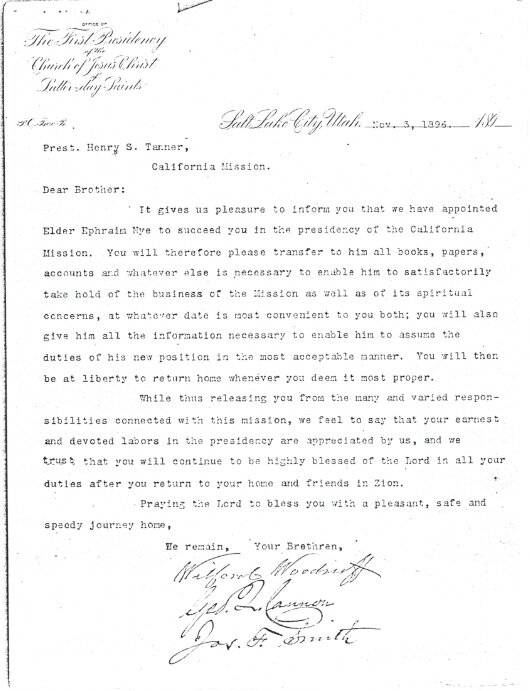 OFFICE OF
The First Presidency
of the
Church of Jesus Christ
of
Latter-day Saints
P.O. Box B.
Salt Lake City, Utah. Nov. 3, 1896. 189
Prest. Henry S. Tanner,
California Mission.
Dear Brother:
It gives us pleasure to inform you that we have appointed
Elder Ephraim Nye to succeed you in the presidency of the California
Mission. You will therefore please transfer to him all books, papers,
accounts and whatever else is necessary to enable him to satisfactorily
take hold of the business of the Mission as well as of its spiritual
concerns, at whatever date is most convenient to you both; you will also
give him all the information necessary to enable him to assume the
duties of his new position in the most acceptable manner. You will then
be at liberty to return home whenever you deem it most proper.
While thus releasing you from the many and varied respon-
sibilities connected with this mission, we feel to say that your earnest
and devoted labors in the presidency are appreciated by us, and we
trust that you will continue to be highly blessed of the Lord in all your
duties after you return to your home and friends in Zion.
Praying the Lord to bless you with a pleasant, safe and
speedy journey home,
We remain, Your Brethren,
Wilford Woodruff
Geo. Q. Cannon
Jos. F. Smith